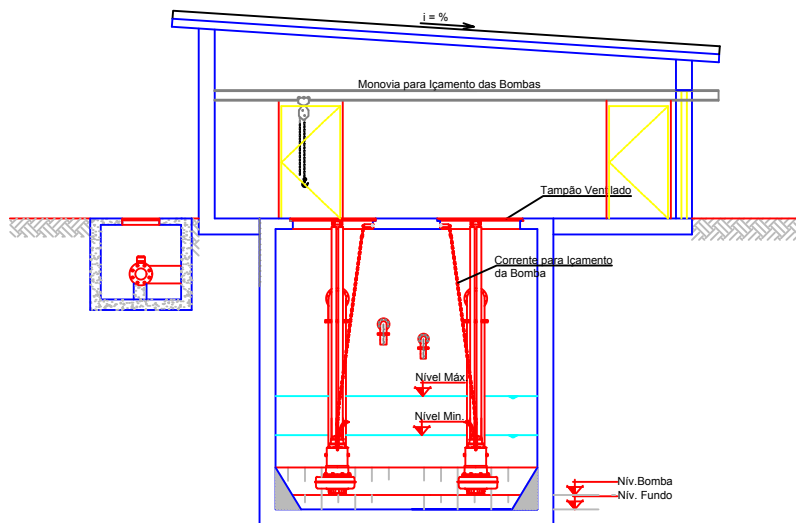 i = %
Monovia para Içamento das Bombas
Tampão Ventilado
Corrente para Içamento
da Bomba
Nível Máx.
Nível Min.
Nív.Bomba
Nív. Fundo